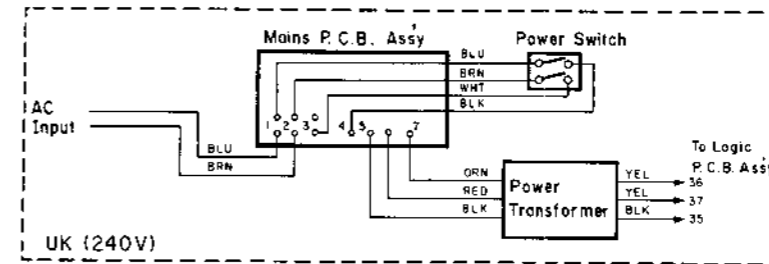 Mains P.C.B. Ass'y
Power Switch
BLU
BRN
WHT
BLK
AC
Input
1 2 3 4 5 7
BLU
BRN
ORN
RED
BLK
Power
Transformer
YEL
YEL
BLK
To Logic
P.C.B. Ass'y
36
37
35
UK (240V)